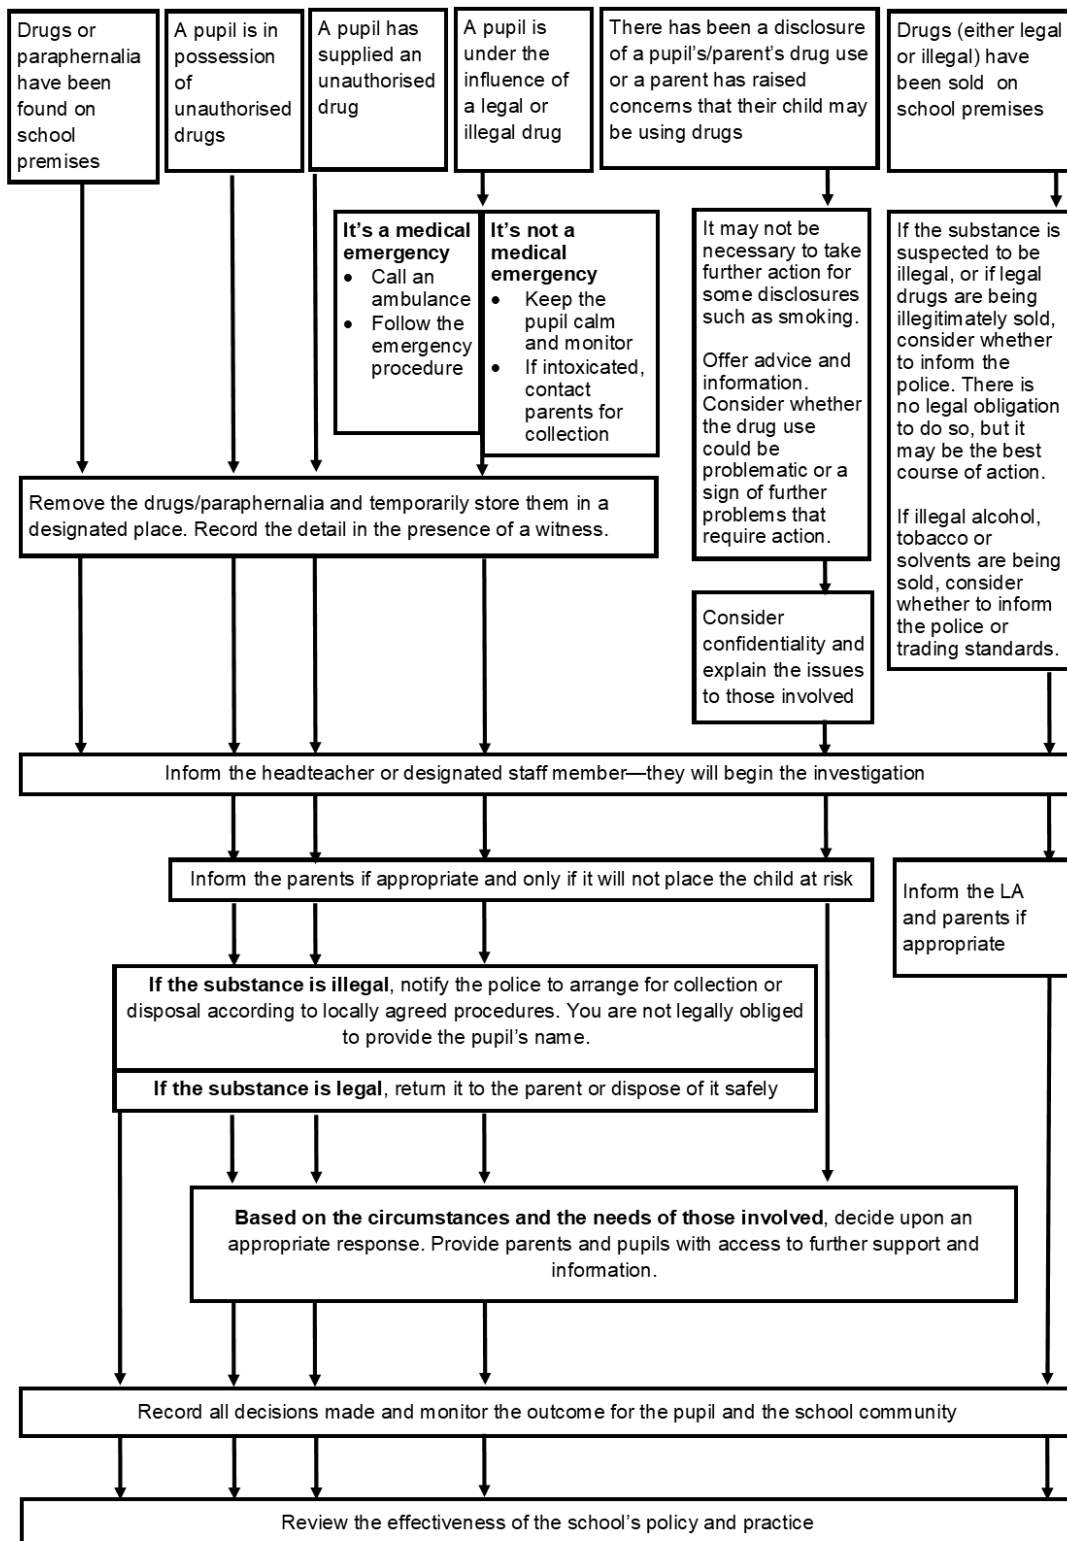 Drugs or
paraphernalia
have been
found on
school
premises
A pupil is in
possession
of
unauthorised
drugs
A pupil has
supplied an
unauthorised
drug
A pupil is
under the
influence of
a legal or
illegal drug
There has been a disclosure
of a pupil's/parent's drug use
or a parent has raised
concerns that their child may
be using drugs
Drugs (either legal
or illegal) have
been sold on
school premises
It's a medical
emergency
• Call an
ambulance
• Follow the
emergency
procedure
It's not a
medical
emergency
• Keep the
pupil calm
and monitor
• If intoxicated,
contact
parents for
collection
It may not be
necessary to take
further action for
some disclosures
such as smoking.
Offer advice and
information.
Consider whether
the drug use
could be
problematic or a
sign of further
problems that
require action.
If the substance is
suspected to be
illegal, or if legal
drugs are being
illegitimately sold,
consider whether
to inform the
police. There is
no legal obligation
to do so, but it
may be the best
course of action.
If illegal alcohol,
tobacco or
solvents are being
sold, consider
whether to inform
the police or
trading standards.
Remove the drugs/paraphernalia and temporarily store them in a
designated place. Record the detail in the presence of a witness.
Consider
confidentiality and
explain the issues
to those involved
Inform the headteacher or designated staff member—they will begin the investigation
Inform the parents if appropriate and only if it will not place the child at risk
Inform the LA
and parents if
appropriate
If the substance is illegal, notify the police to arrange for collection or
disposal according to locally agreed procedures. You are not legally obliged
to provide the pupil's name.
If the substance is legal, return it to the parent or dispose of it safely
Based on the circumstances and the needs of those involved, decide upon an
appropriate response. Provide parents and pupils with access to further support and
information.
Record all decisions made and monitor the outcome for the pupil and the school community
Review the effectiveness of the school's policy and practice